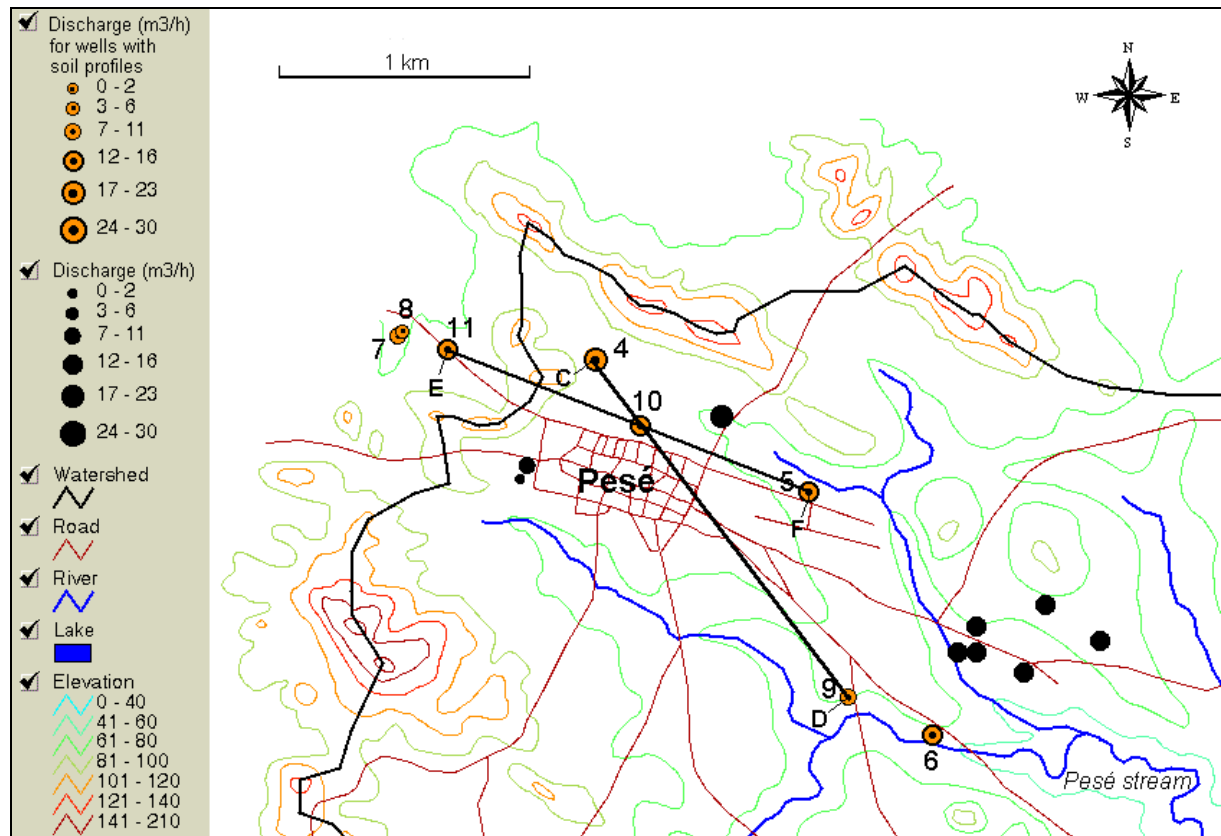 Discharge (m3/h)
for wells with
soil profiles
0 - 2
3 - 6
7 - 11
12 - 16
17 - 23
24 - 30
Discharge (m3/h)
0 - 2
3 - 6
7 - 11
12 - 16
17 - 23
24 - 30
Watershed
Road
River
Lake
Elevation
0 - 40
41 - 60
61 - 80
81 - 100
101 - 120
121 - 140
141 - 210
1 km
N
W
E
S
8
7
11
E
4
C
10
Pesé
5
F
9
D
6
Pesé stream